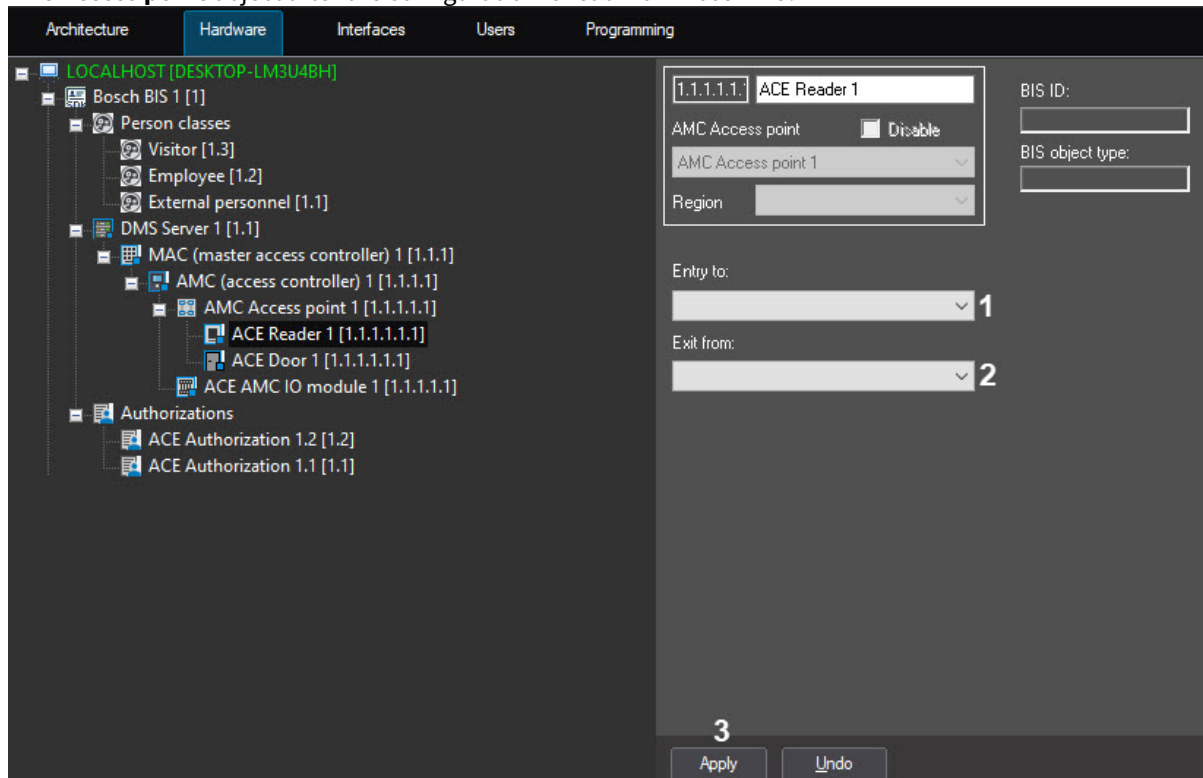 Architecture Hardware Interfaces Users Programming
LOCALHOST [DESKTOP-LM3U4BH]
Bosch BIS 1 [1]
Person classes
Visitor [1.3]
Employee [1.2]
External personnel [1.1]
DMS Server 1 [1.1]
MAC (master access controller) 1 [1.1.1]
AMC (access controller) 1 [1.1.1.1]
AMC Access point 1 [1.1.1.1.1]
ACE Reader 1 [1.1.1.1.1.1]
ACE Door 1 [1.1.1.1.1.1]
ACE AMC IO module 1 [1.1.1.1.1]
Authorizations
ACE Authorization 1.2 [1.2]
ACE Authorization 1.1 [1.1]
1.1.1.1.1. ACE Reader 1
AMC Access point Disable
AMC Access point 1
Region
BIS ID:
BIS object type:
Entry to:
1
Exit from:
2
3
Apply Undo